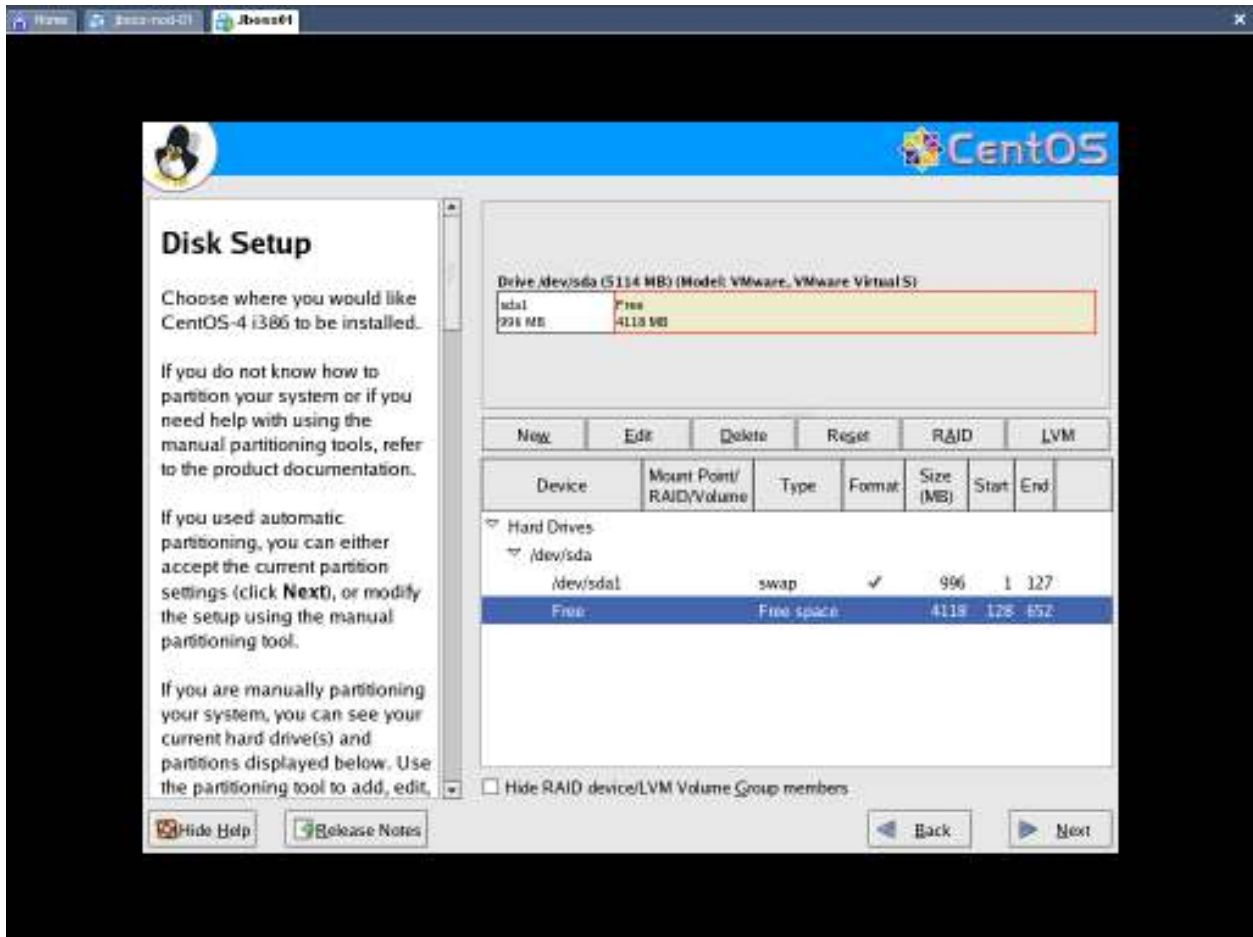 Home jboss-mod-01 Jboss01
CentOS
Disk Setup
Choose where you would like
CentOS-4 i386 to be installed.
If you do not know how to
partition your system or if you
need help with using the
manual partitioning tools, refer
to the product documentation.
If you used automatic
partitioning, you can either
accept the current partition
settings (click Next), or modify
the setup using the manual
partitioning tool.
If you are manually partitioning
your system, you can see your
current hard drive(s) and
partitions displayed below. Use
the partitioning tool to add, edit,
Drive /dev/sda (5114 MB) (Model: VMware, VMware Virtual S)
sda1 Free
996 MB 4118 MB
New Edit Delete Reset RAID LVM
Device Mount Point/ RAID/Volume Type Format Size (MB) Start End
Hard Drives
/dev/sda
/dev/sda1 swap ✓ 996 1 127
Free Free space 4118 128 652
Hide RAID device/LVM Volume Group members
Hide Help Release Notes Back Next